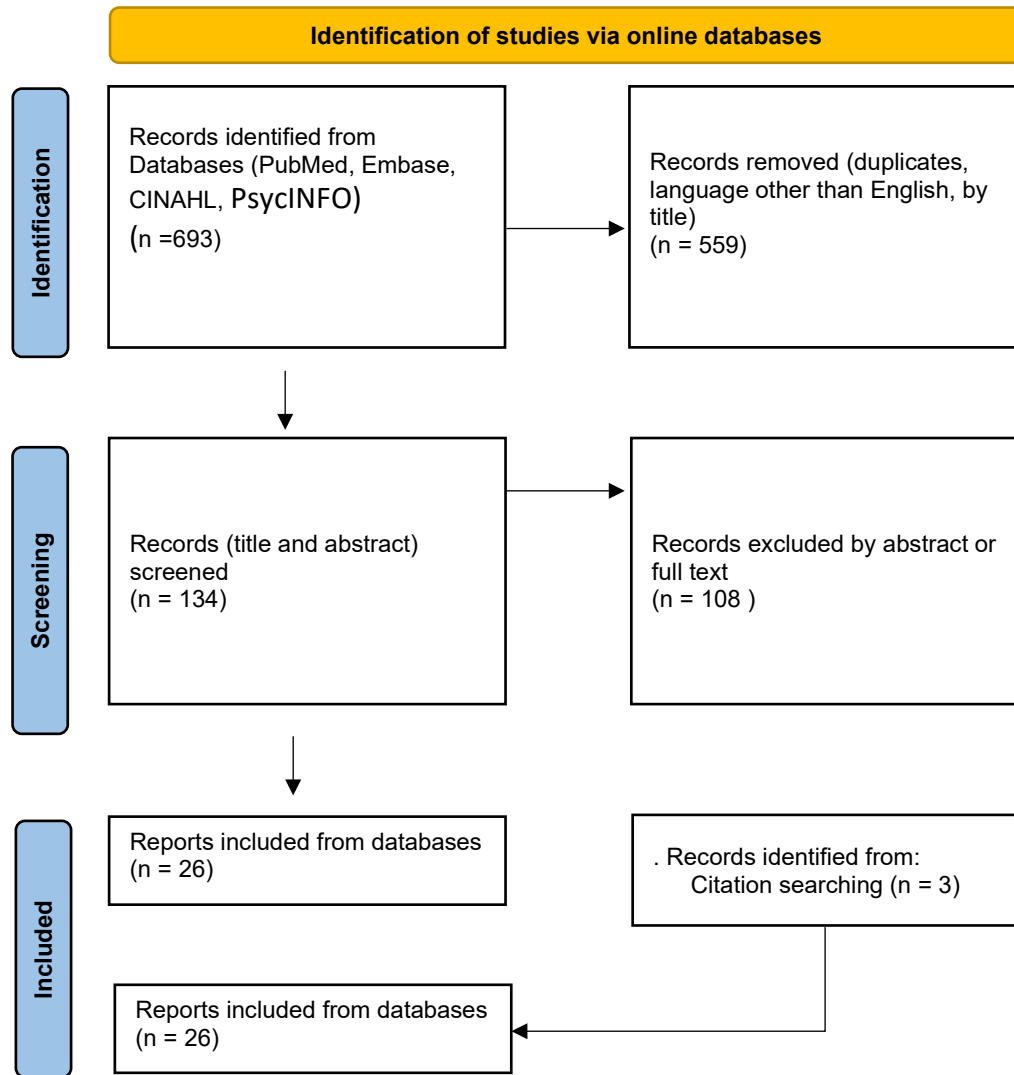 Identification of studies via online databases
Identification
Records identified from
Databases (PubMed, Embase,
CINAHL, PsycINFO)
(n =693)
Records removed (duplicates,
language other than English, by
title)
(n = 559)
Screening
Records (title and abstract)
screened
(n = 134)
Records excluded by abstract or
full text
(n = 108 )
Included
Reports included from databases
(n = 26)
. Records identified from:
Citation searching (n = 3)
Reports included from databases
(n = 26)